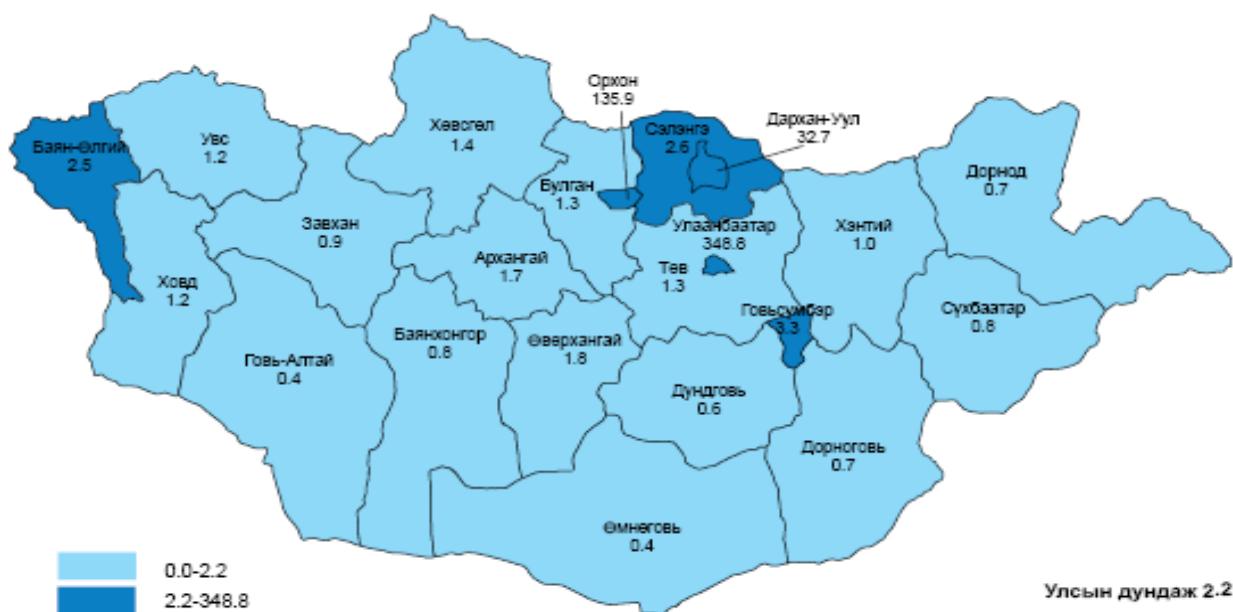 Орхон
135.9
Дархан-Уул
32.7
Хөвсгөл
1.4
Сэлэнгэ
2.6
Увс
1.2
Баян-Өлгий
2.5
Булган
1.3
Дорнод
0.7
Завхан
0.9
Улаанбаатар
348.8
Хэнтий
1.0
Архангай
1.7
Төв
1.3
Ховд
1.2
Говьсүмбэр
3.3
Сүхбаатар
0.8
Баянхонгор
0.8
Өверхангай
1.8
Говь-Алтай
0.4
Дундговь
0.6
Дорноговь
0.7
Өмнөговь
0.4
0.0-2.2
2.2-348.8
Улсын дундаж 2.2